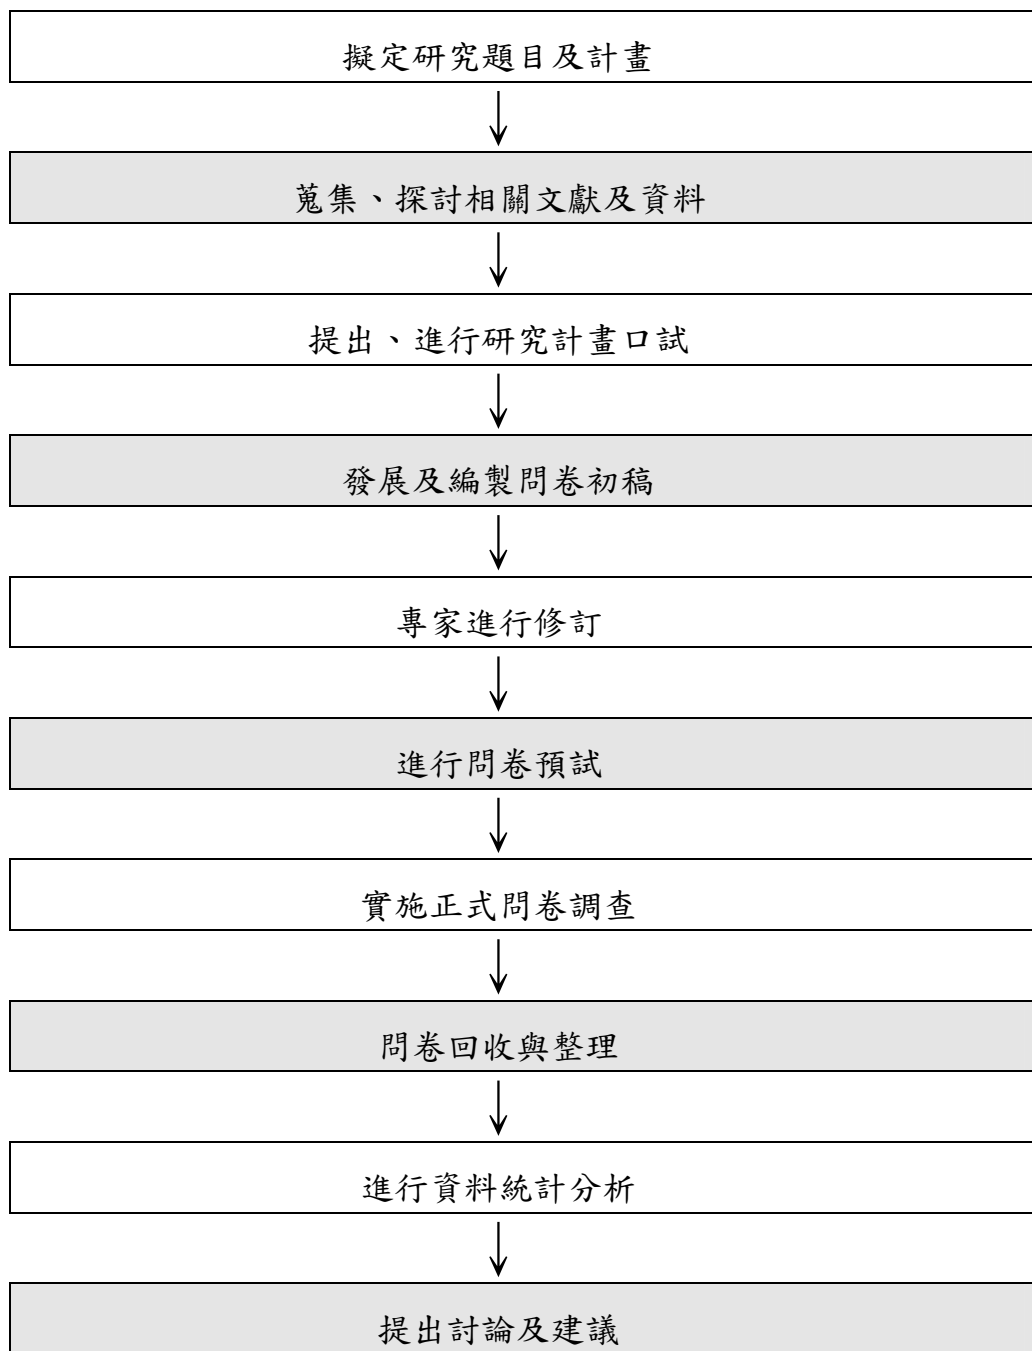 擬定研究題目及計畫
蒐集、探討相關文獻及資料
提出、進行研究計畫口試
發展及編製問卷初稿
專家進行修訂
進行問卷預試
實施正式問卷調查
問卷回收與整理
進行資料統計分析
提出討論及建議